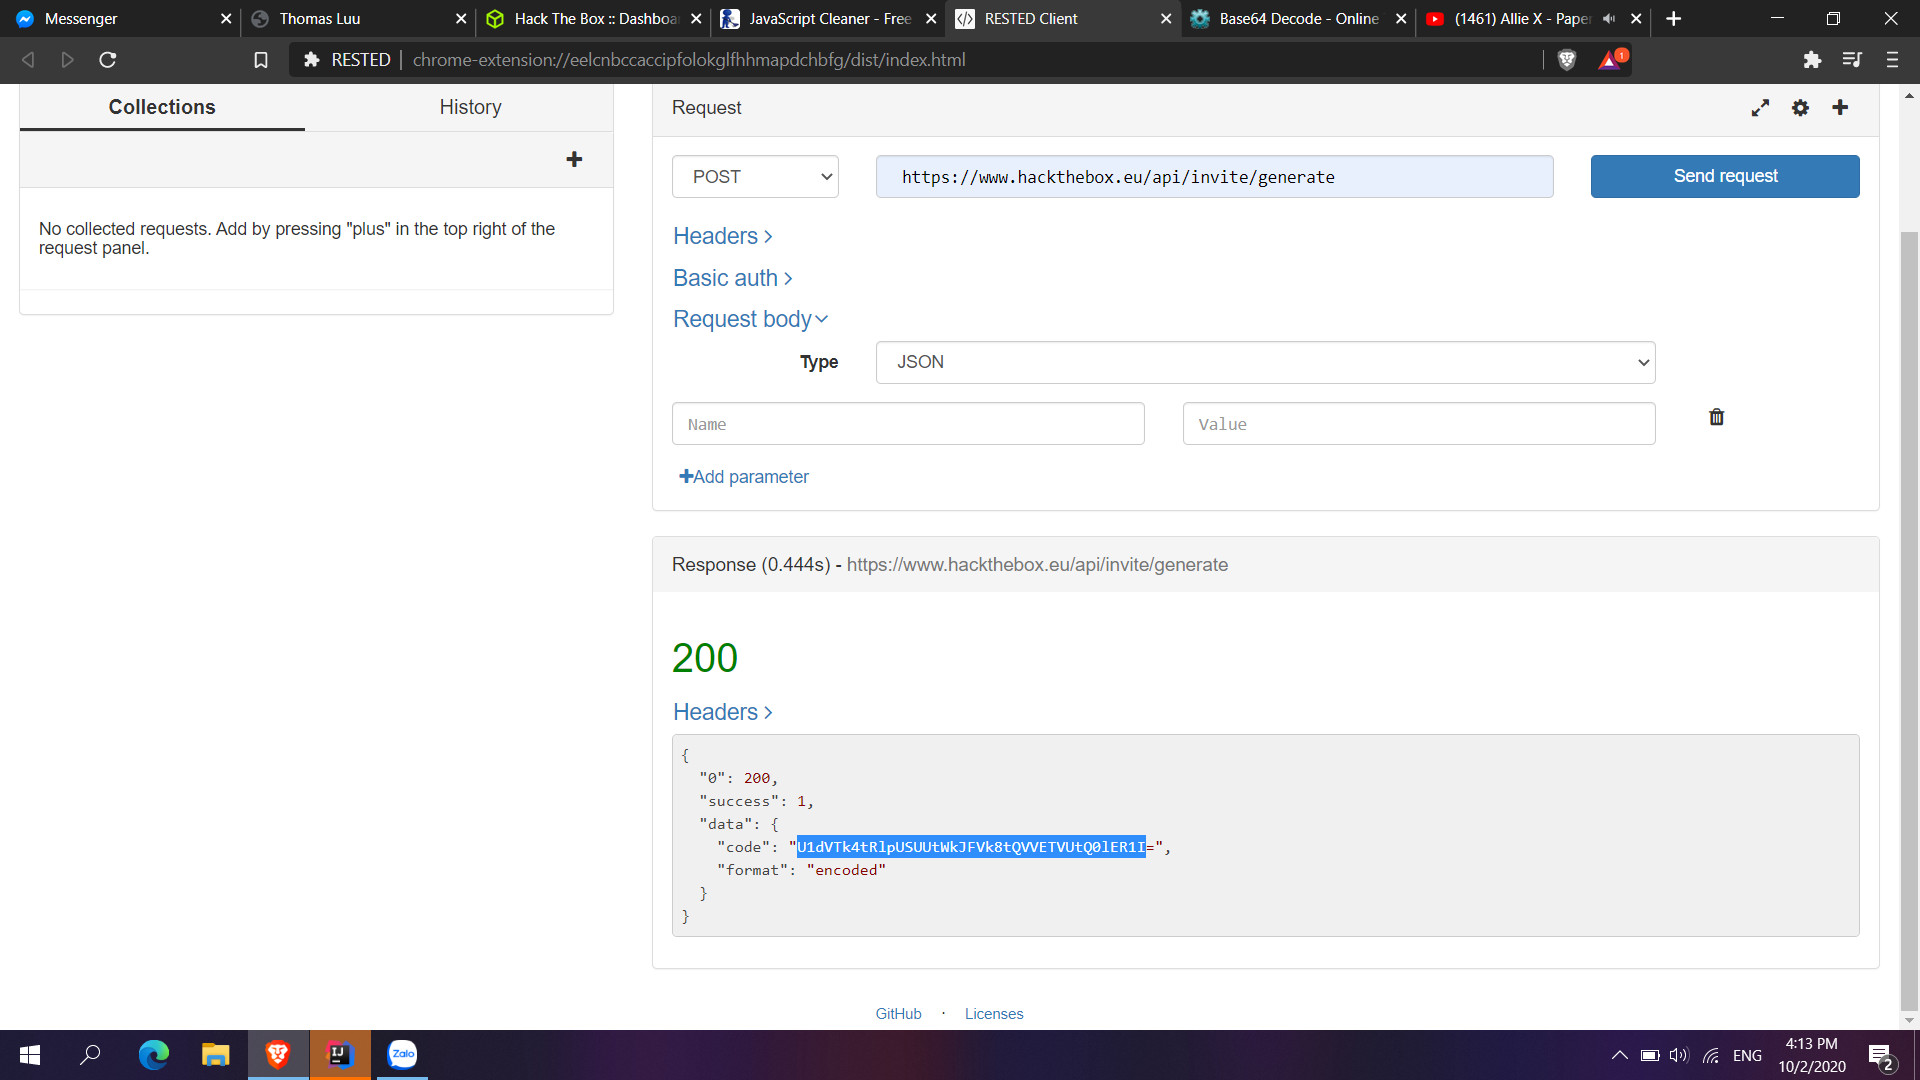 Messenger
Thomas Luu
Hack The Box :: Dashboa
JavaScript Cleaner - Free
RESTED Client
Base64 Decode - Online
(1461) Allie X - Pape
RESTED
chrome-extension://eelcnbccaccipfolokglfhhmapdchbfg/dist/index.html
1
Collections
History
No collected requests. Add by pressing "plus" in the top right of the
request panel.
Request
POST
https://www.hackthebox.eu/api/invite/generate
Send request
Headers
Basic auth
Request body
Type
JSON
Name
Value
Add parameter
Response (0.444s) - https://www.hackthebox.eu/api/invite/generate
200
Headers
{
"0": 200,
"success": 1,
"data": {
"code": "U1dVTk4tRlpUSUUtWkJFVk8tQVVETVUtQ0lER1I=",
"format": "encoded"
}
}
GitHub · Licenses
IJ
Zalo
ENG
4:13 PM
10/2/2020
2